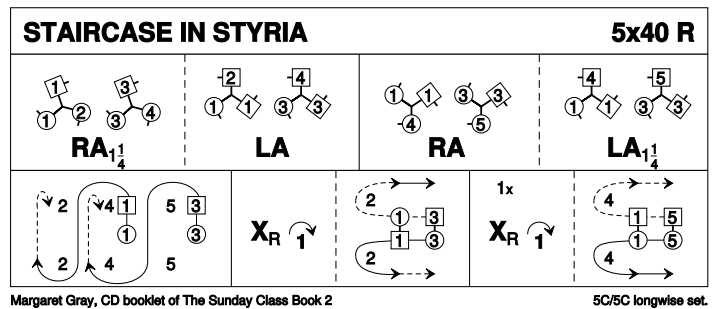 STAIRCASE IN STYRIA 5x40 R
1 3 2 4 1 1 3 3 4 5
1 2 3 4 1 1 3 3 4 5 1 1 3 3
RA1¼ LA RA LA1¼
2 4 1 5 3 2 1 3 1x 4 1 5
1 3 XR 1 1 3 XR 1 1 5
2 4 5 2 4
Margaret Gray, CD booklet of The Sunday Class Book 2 5C/5C longwise set.